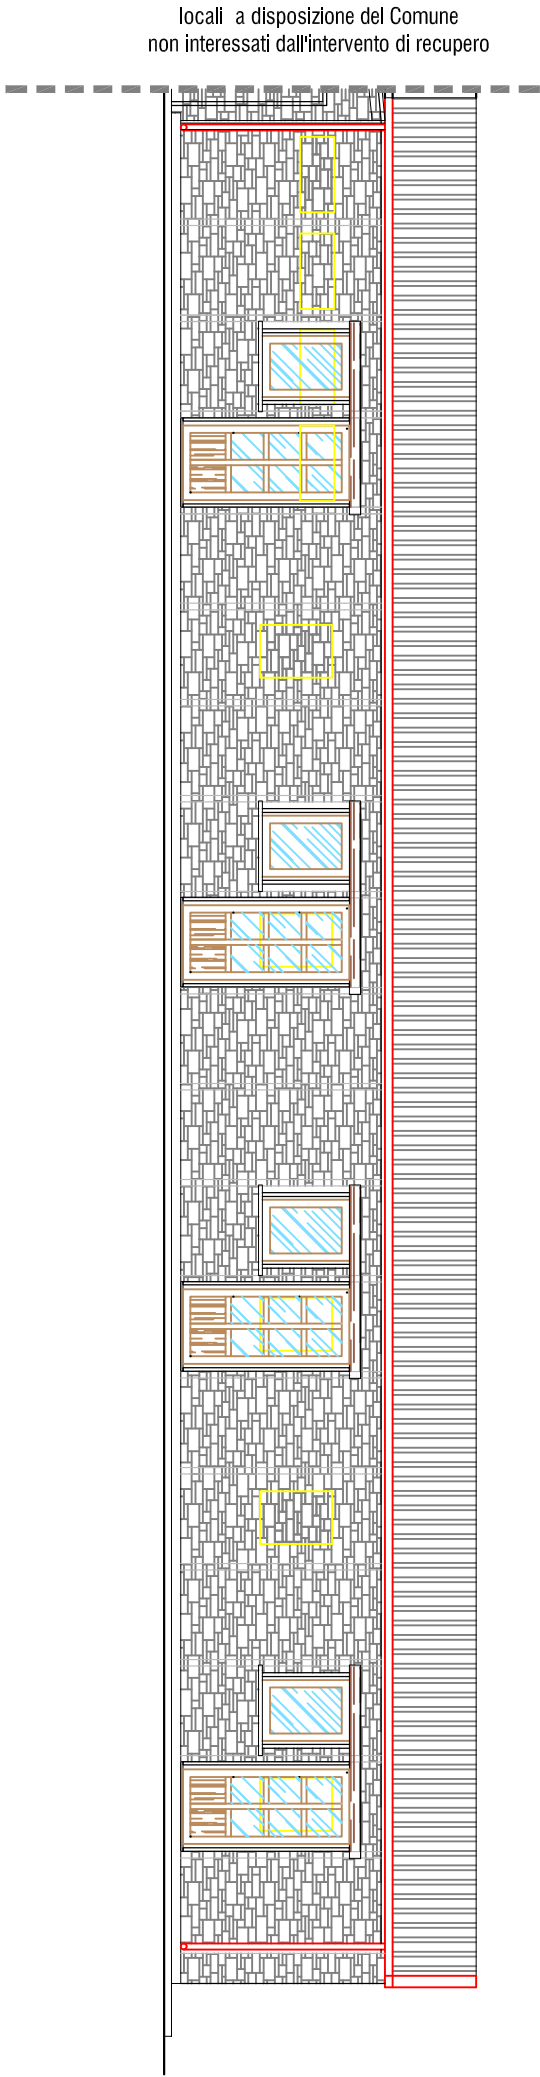 locali a disposizione del Comune
non interessati dall'intervento di recupero